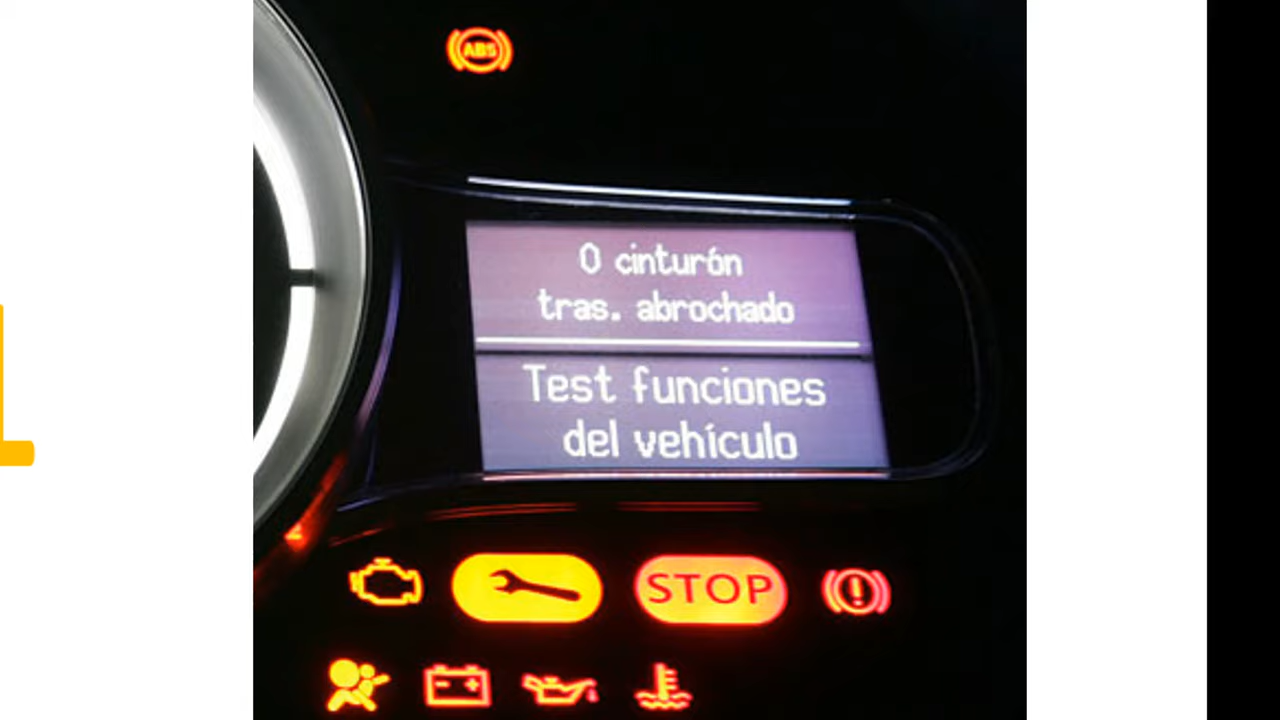 ABS
0 cinturón
tras. abrochado
Test funciones
del vehículo
STOP